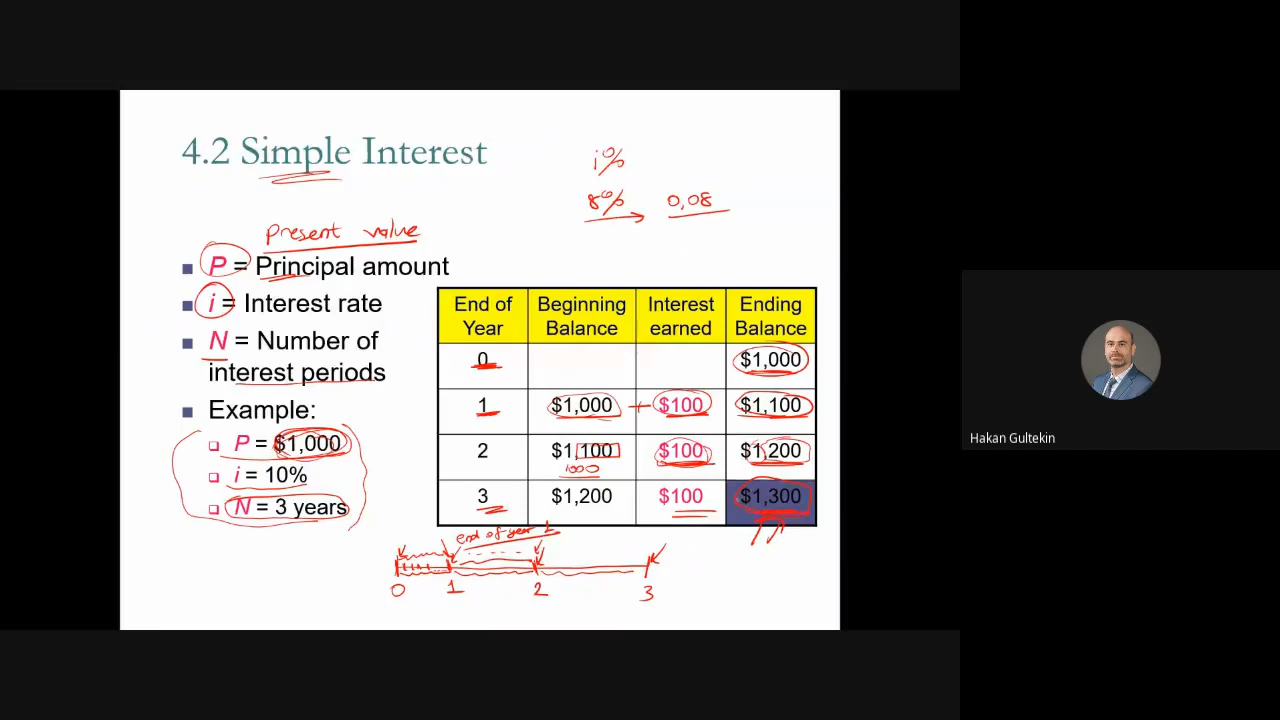 4.2 Simple Interest
i%
8% → 0,08
Present value
P = Principal amount
i = Interest rate
N = Number of
interest periods
Example:
P = $1,000
i = 10%
N = 3 years
End of Year Beginning Balance Interest earned Ending Balance
0 $1,000
1 $1,000 + $100 $1,100
2 $1,100 $100 $1,200
1000
3 $1,200 $100 $1,300
end of year 1
0 1 2 3
Hakan Gultekin